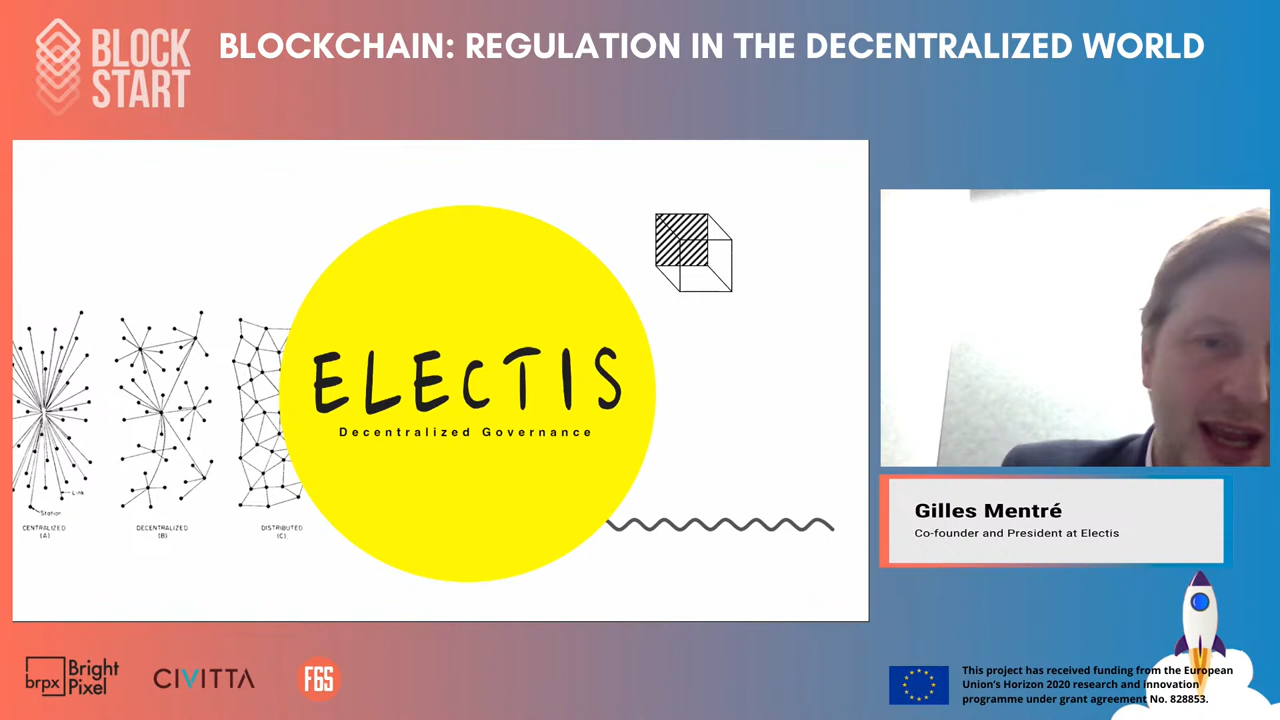 BLOCK
START
BLOCKCHAIN: REGULATION IN THE DECENTRALIZED WORLD
Link
Station
CENTRALIZED
(A)
DECENTRALIZED
(B)
DISTRIBUTED
(C)
ELECTIS
Decentralized Governance
Gilles Mentré
Co-founder and President at Electis
brpx
Bright
Pixel
CIVITTA
F6S
This project has received funding from the European
Union's Horizon 2020 research and innovation
programme under grant agreement No. 828853.